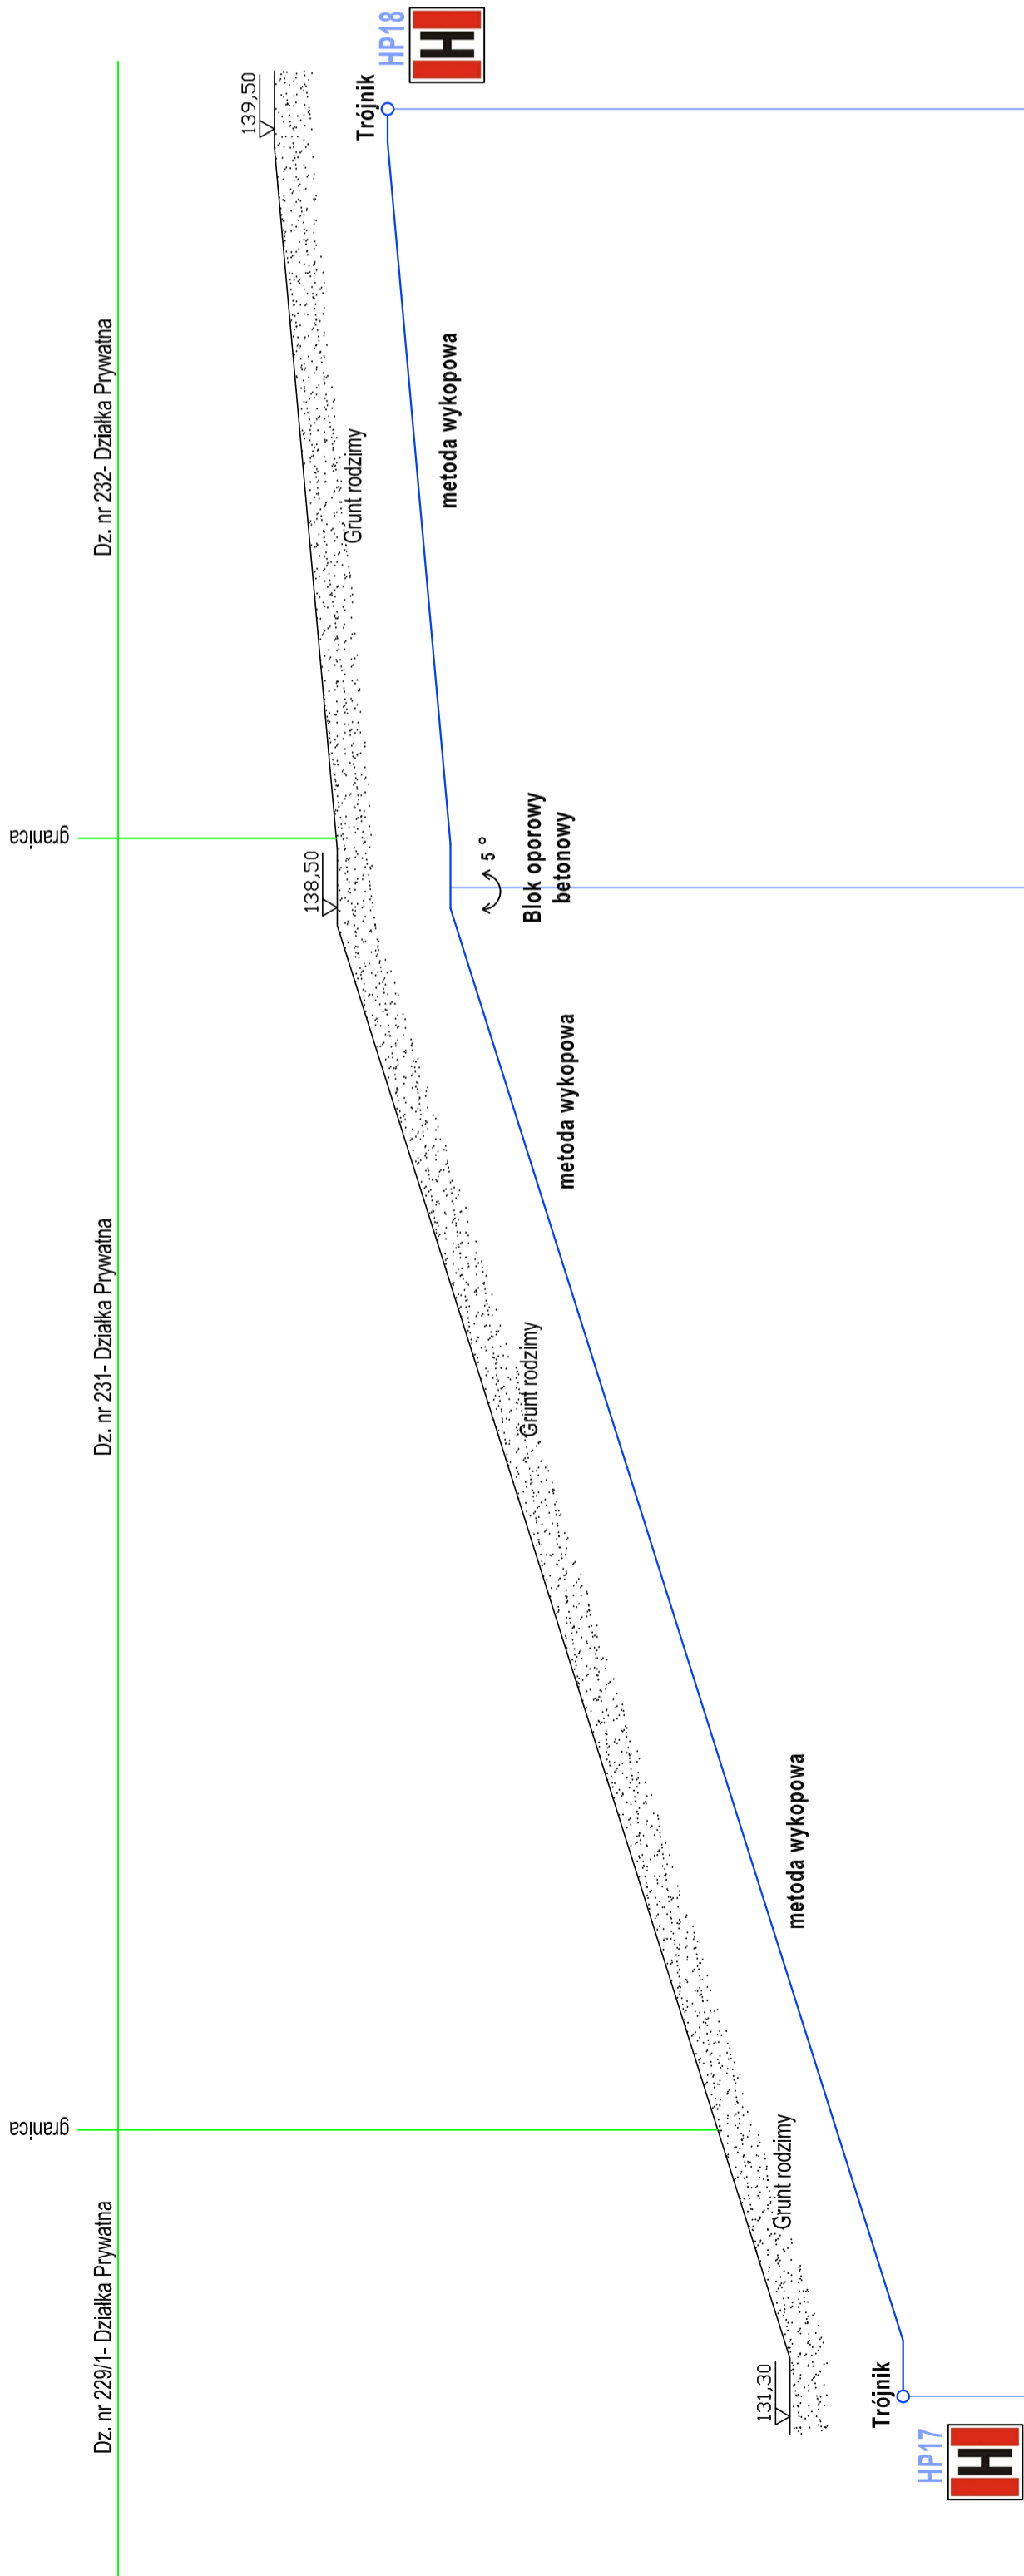 granica
granica
Dz. nr 229/1- Działka Prywatna
Dz. nr 231- Działka Prywatna
Dz. nr 232- Działka Prywatna
139,50
138,50
131,30
Grunt rodzimy
Grunt rodzimy
Grunt rodzimy
Trójnik
HP18
H
metoda wykopowa
5 °
Blok oporowy
betonowy
metoda wykopowa
metoda wykopowa
Trójnik
HP17
H